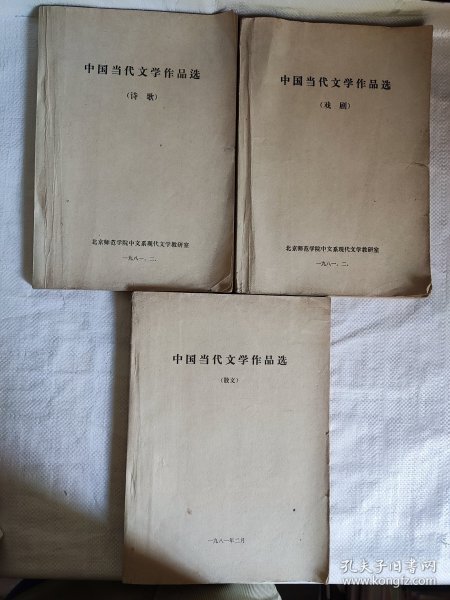 中国当代文学作品选
（诗 歌）
北京师范学院中文系现代文学教研室
一九八一．二．
中国当代文学作品选
（戏 剧）
北京师范学院中文系现代文学教研室
一九八一．二．
中国当代文学作品选
（散文）
一九八一年二月
孔夫子旧书网
www.kongfz.com